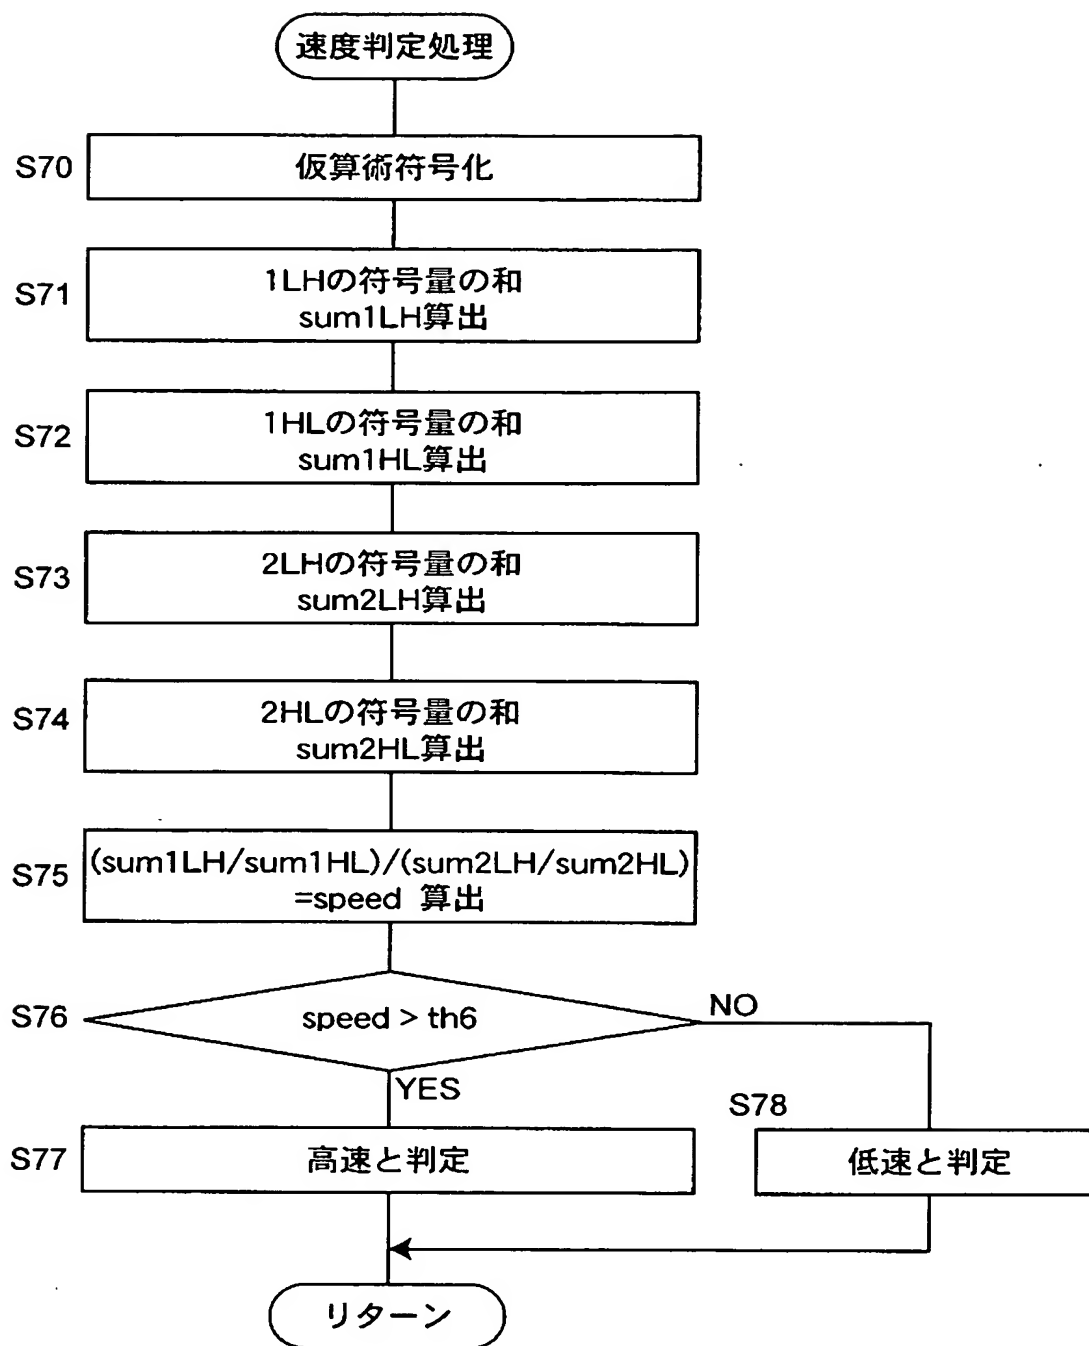 速度判定処理
S70
仮算術符号化
S71
1LHの符号量の和
sum1LH算出
S72
1HLの符号量の和
sum1HL算出
S73
2LHの符号量の和
sum2LH算出
S74
2HLの符号量の和
sum2HL算出
S75
(sum1LH/sum1HL)/(sum2LH/sum2HL)
=speed 算出
S76
speed > th6
NO
YES
S77
高速と判定
S78
低速と判定
リターン